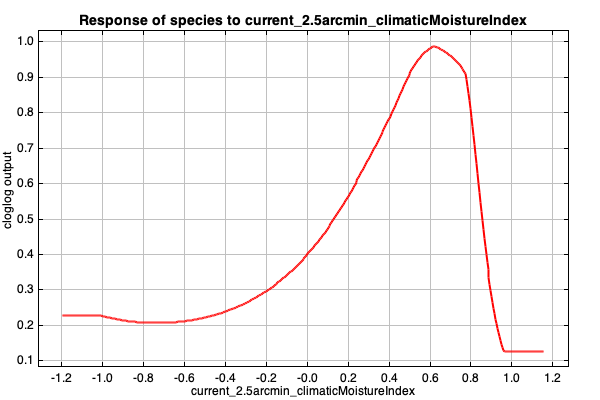 Response of species to current_2.5arcmin_climaticMoistureIndex
1.0
0.9
0.8
0.7
0.6
0.5
0.4
0.3
0.2
0.1
cloglog output
-1.2 -1.0 -0.8 -0.6 -0.4 -0.2 -0.0 0.2 0.4 0.6 0.8 1.0 1.2
current_2.5arcmin_climaticMoistureIndex